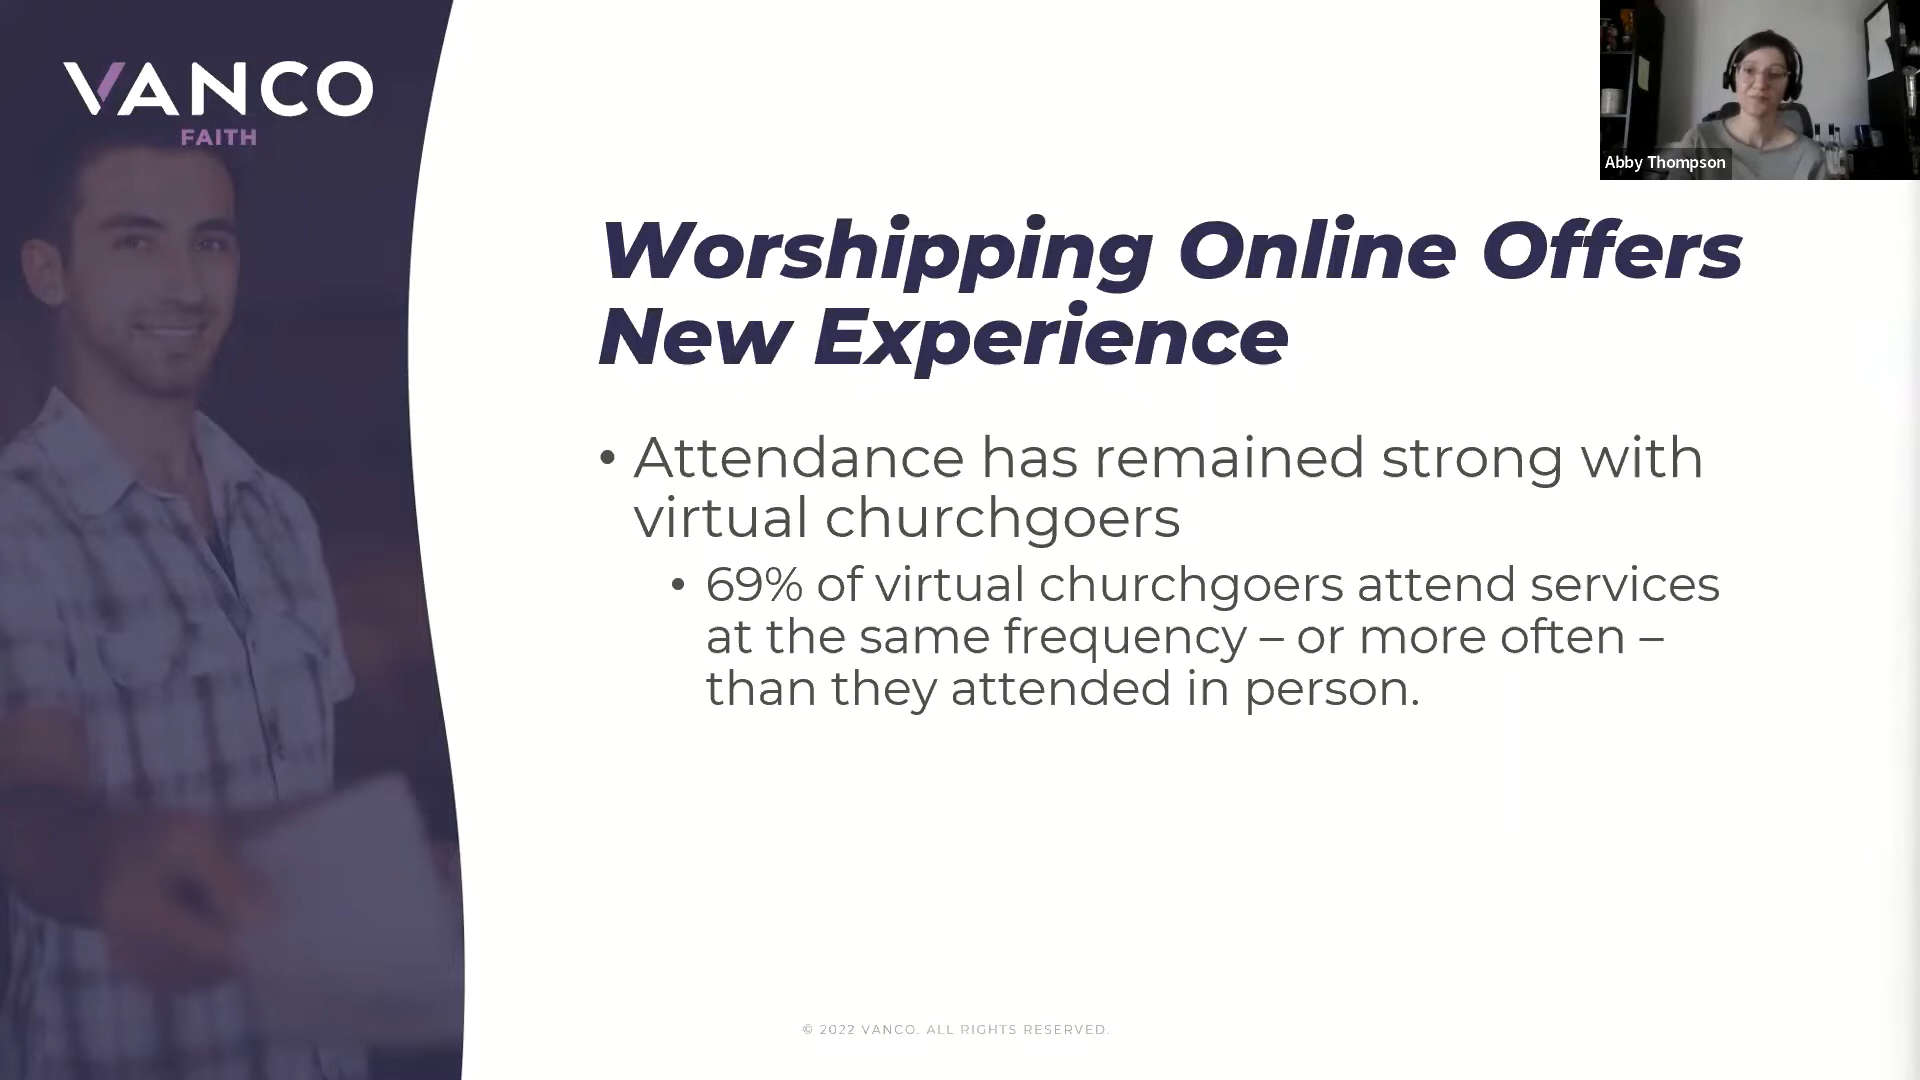 VANCO
FAITH
Abby Thompson
Worshipping Online Offers
New Experience
• Attendance has remained strong with
virtual churchgoers
• 69% of virtual churchgoers attend services
at the same frequency – or more often –
than they attended in person.
© 2022 VANCO. ALL RIGHTS RESERVED.